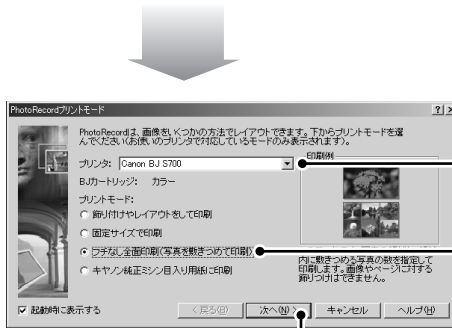 PhotoRecordプリントモード
PhotoRecordは、画像をいくつかの方法でレイアウトできます。下からプリントモードを選
んでください(お使いのプリンタで対応しているモードのみ表示されます)。
プリンタ: Canon BJ S700
印刷例
BJカートリッジ: カラー
プリントモード:
飾り付けやレイアウトをして印刷
固定サイズで印刷
フチなし全面印刷(写真を敷きつめて印刷)
キヤノン純正ミシン目入り用紙に印刷
内に敷きつめる写真の数を指定して
印刷します。画像やページに対する
飾りつけはできません。
起動時に表示する
< 戻る(B)
次へ(N) >
キャンセル
ヘルプ(H)